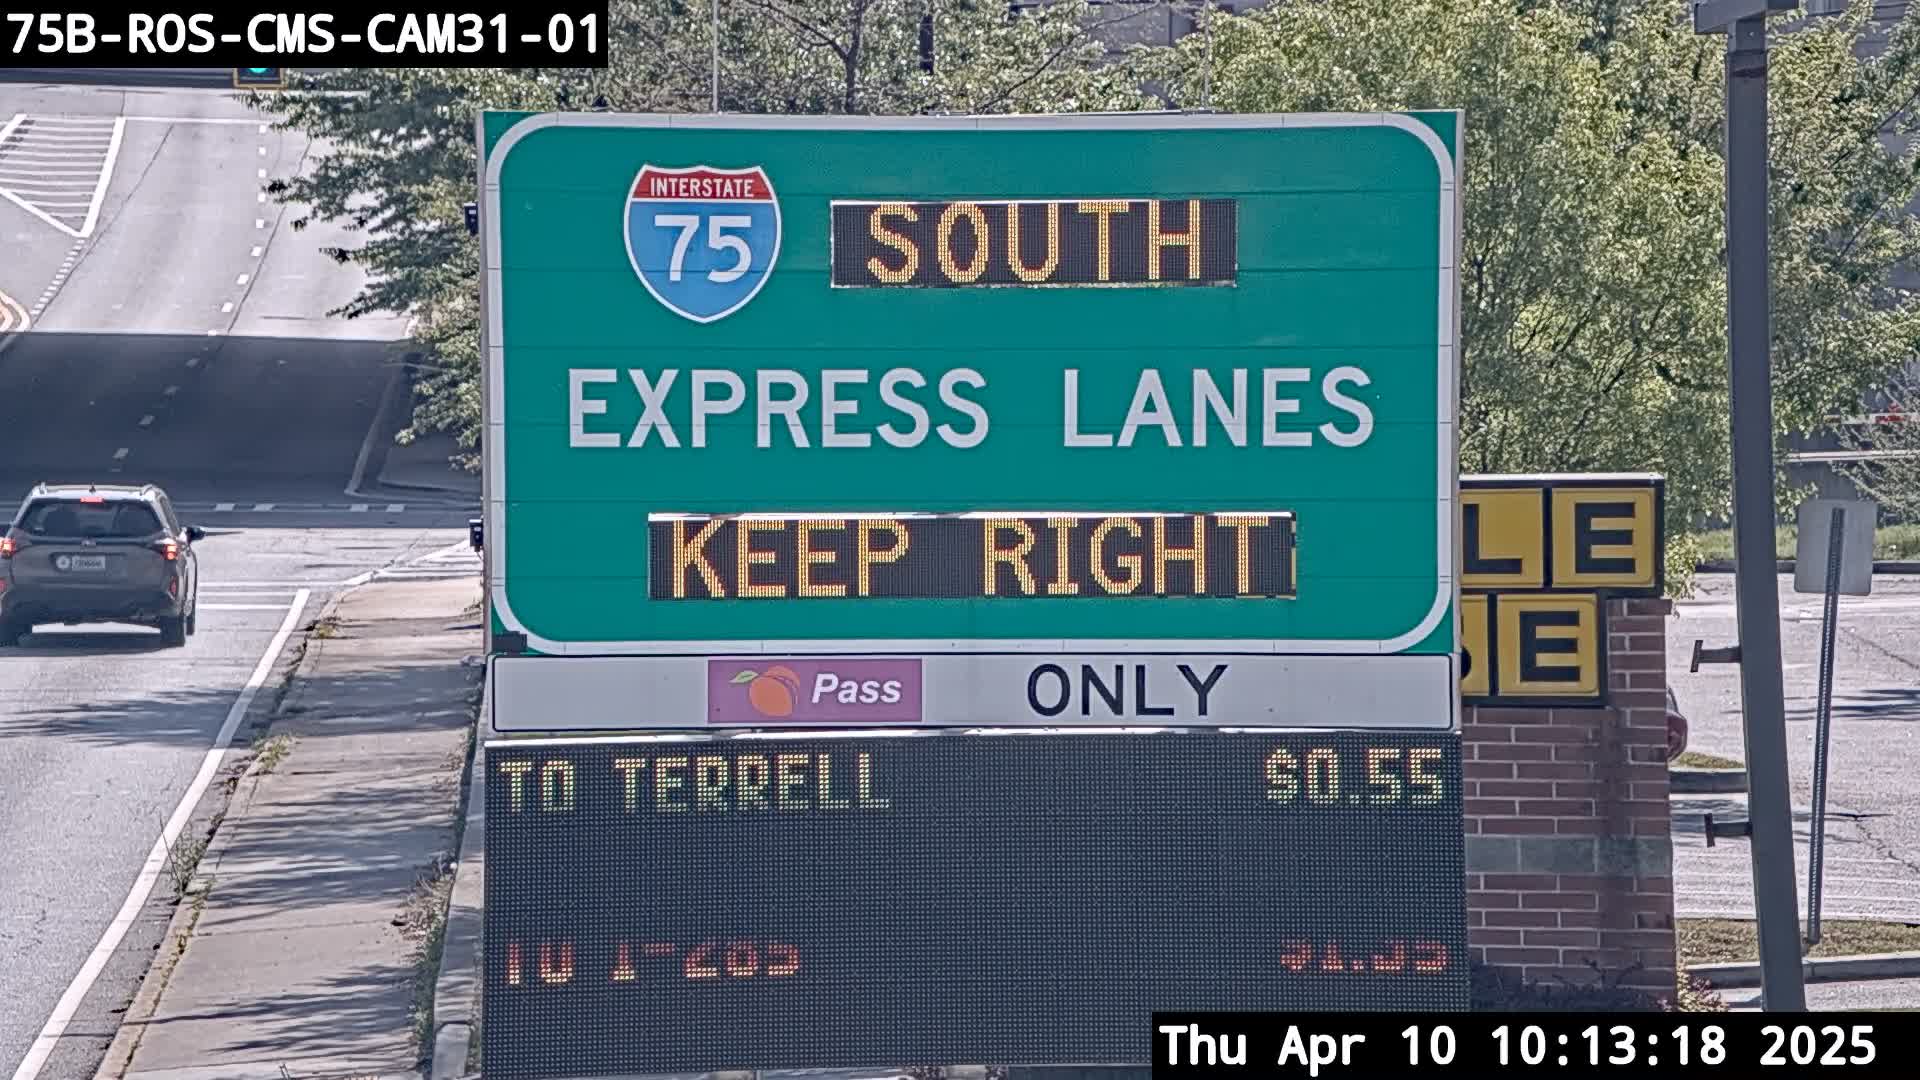 75B-ROS-CMS-CAM31-01
INTERSTATE
75
SOUTH
EXPRESS LANES
KEEP RIGHT
Pass ONLY
TO TERRELL $0.55
LE
E
Thu Apr 10 10:13:18 2025